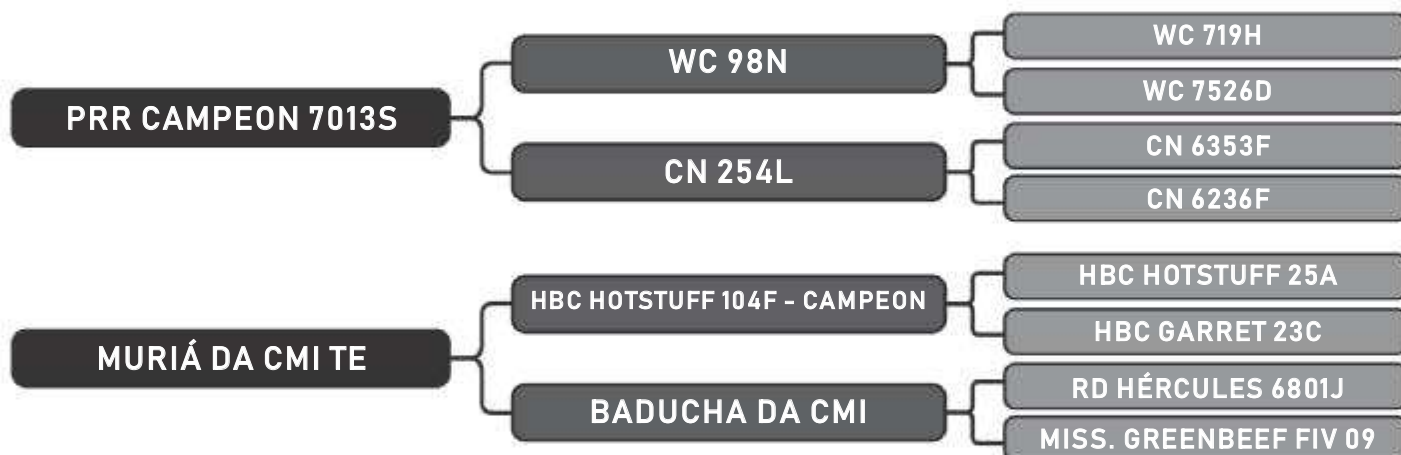 PRR CAMPEON 7013S
WC 98N
WC 719H
WC 7526D
CN 254L
CN 6353F
CN 6236F
MURIÁ DA CMI TE
HBC HOTSTUFF 104F - CAMPEON
HBC HOTSTUFF 25A
HBC GARRET 23C
BADUCHA DA CMI
RD HÉRCULES 6801J
MISS. GREENBEEF FIV 09